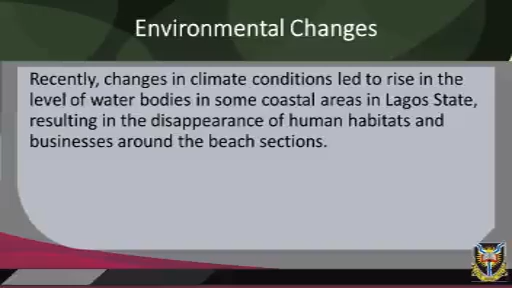 Environmental Changes
Recently, changes in climate conditions led to rise in the
level of water bodies in some coastal areas in Lagos State,
resulting in the disappearance of human habitats and
businesses around the beach sections.